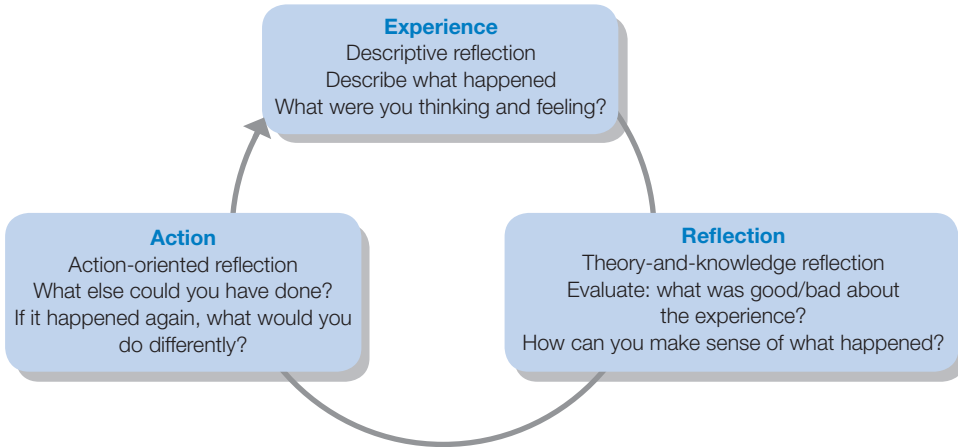 Experience
Descriptive reflection
Describe what happened
What were you thinking and feeling?
Action
Action-oriented reflection
What else could you have done?
If it happened again, what would you
do differently?
Reflection
Theory-and-knowledge reflection
Evaluate: what was good/bad about
the experience?
How can you make sense of what happened?